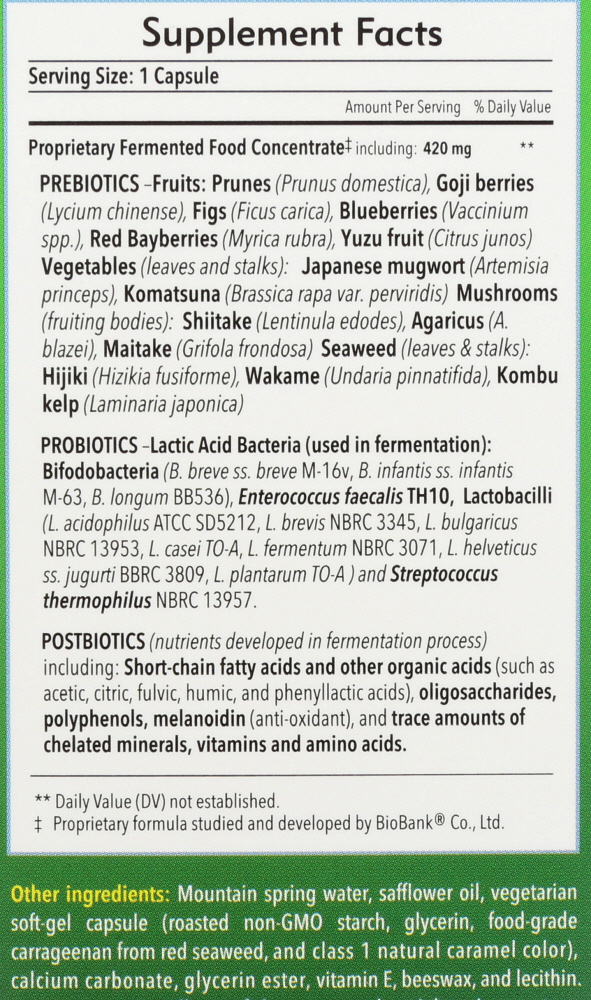 Supplement Facts
Serving Size: 1 Capsule
Amount Per Serving % Daily Value
Proprietary Fermented Food Concentrate‡ including: 420 mg **
PREBIOTICS –Fruits: Prunes (Prunus domestica), Goji berries
(Lycium chinense), Figs (Ficus carica), Blueberries (Vaccinium
spp.), Red Bayberries (Myrica rubra), Yuzu fruit (Citrus junos)
Vegetables (leaves and stalks): Japanese mugwort (Artemisia
princeps), Komatsuna (Brassica rapa var. perviridis) Mushrooms
(fruiting bodies): Shiitake (Lentinula edodes), Agaricus (A.
blazei), Maitake (Grifola frondosa) Seaweed (leaves & stalks):
Hijiki (Hizikia fusiforme), Wakame (Undaria pinnatifida), Kombu
kelp (Laminaria japonica)
PROBIOTICS –Lactic Acid Bacteria (used in fermentation):
Bifodobacteria (B. breve ss. breve M-16v, B. infantis ss. infantis
M-63, B. longum BB536), Enterococcus faecalis TH10, Lactobacilli
(L. acidophilus ATCC SD5212, L. brevis NBRC 3345, L. bulgaricus
NBRC 13953, L. casei TO-A, L. fermentum NBRC 3071, L. helveticus
ss. jugurti BBRC 3809, L. plantarum TO-A ) and Streptococcus
thermophilus NBRC 13957.
POSTBIOTICS (nutrients developed in fermentation process)
including: Short-chain fatty acids and other organic acids (such as
acetic, citric, fulvic, humic, and phenyllactic acids), oligosaccharides,
polyphenols, melanoidin (anti-oxidant), and trace amounts of
chelated minerals, vitamins and amino acids.
** Daily Value (DV) not established.
‡ Proprietary formula studied and developed by BioBank® Co., Ltd.
Other ingredients: Mountain spring water, safflower oil, vegetarian
soft-gel capsule (roasted non-GMO starch, glycerin, food-grade
carrageenan from red seaweed, and class 1 natural caramel color),
calcium carbonate, glycerin ester, vitamin E, beeswax, and lecithin.